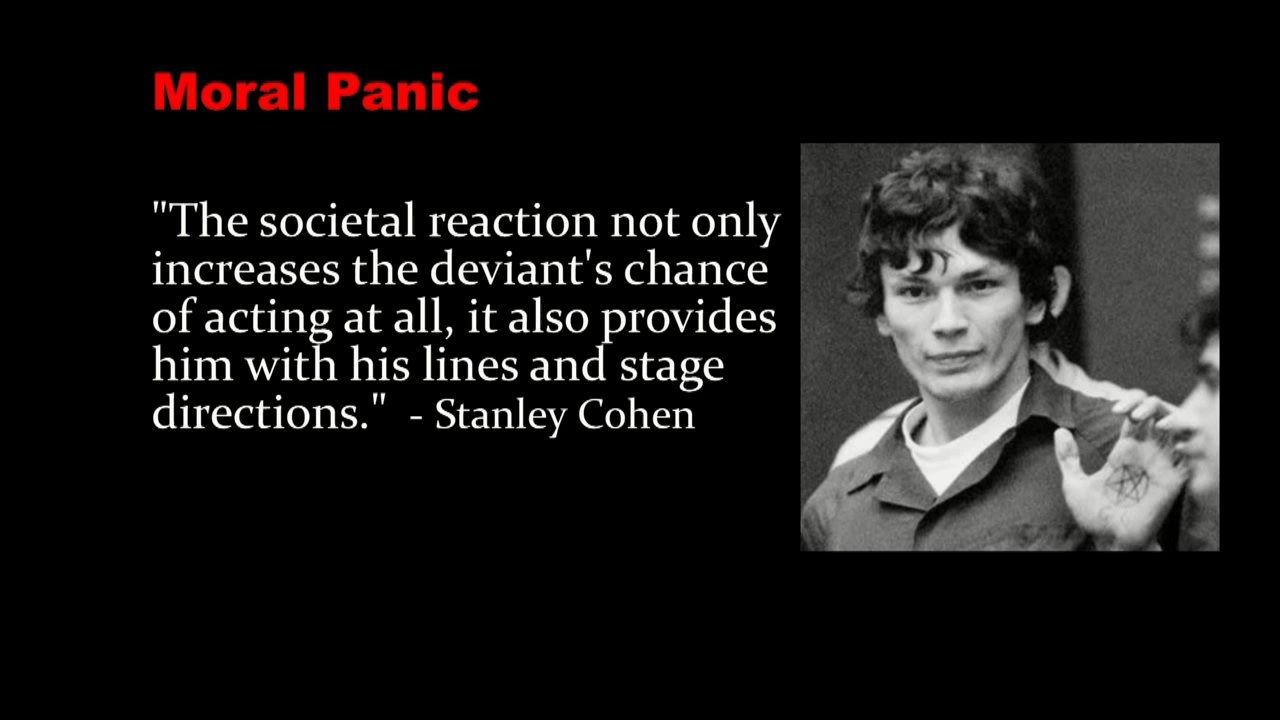 Moral Panic
"The societal reaction not only
increases the deviant's chance
of acting at all, it also provides
him with his lines and stage
directions."  - Stanley Cohen